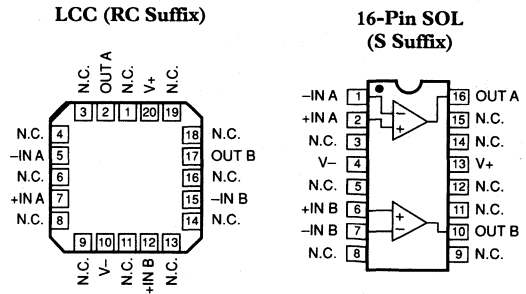 LCC (RC Suffix)
N.C. OUT A N.C. V+ N.C.
3 2 1 20 19
N.C. 4 18 N.C.
–IN A 5 17 OUT B
N.C. 6 16 N.C.
+IN A 7 15 –IN B
N.C. 8 14 N.C.
9 10 11 12 13
N.C. V– N.C. +IN B N.C.
16-Pin SOL
(S Suffix)
–IN A 1 – 16 OUT A
+IN A 2 + 15 N.C.
N.C. 3 14 N.C.
V– 4 13 V+
N.C. 5 12 N.C.
+IN B 6 + 11 N.C.
–IN B 7 – 10 OUT B
N.C. 8 9 N.C.